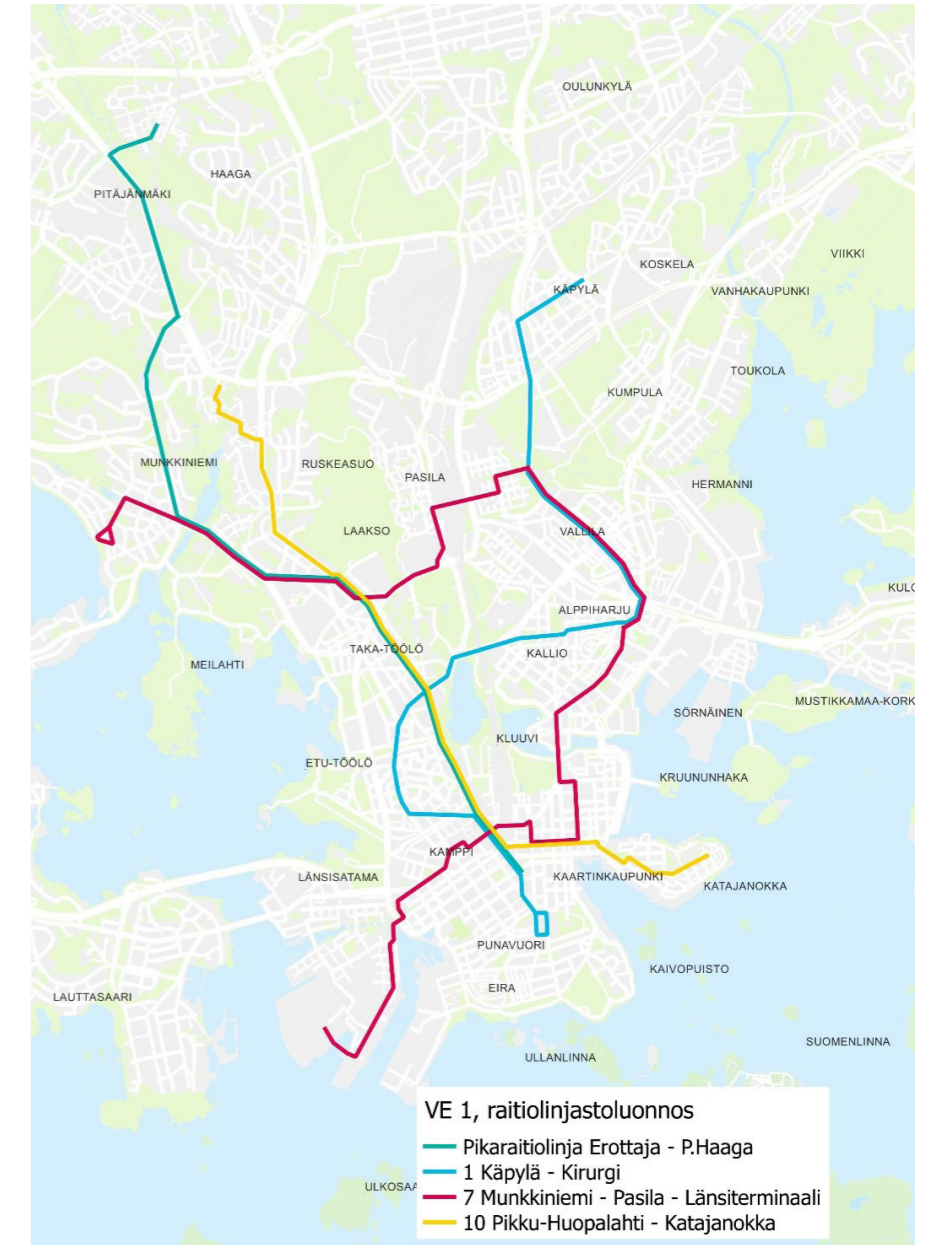 OULUNKYLÄ
HAAGA
PITÄJÄNMÄKI
VIIKKI
KOSKELA
KÄPYLÄ
VANHAKAUPUNKI
TOUKOLA
KUMPULA
MUNKKINIEMI
RUSKEASUO
PASILA
HERMANNI
LAAKSO
VALLILA
KULO
ALPPIHARJU
TAKA-TÖÖLÖ
KALLIO
MEILAHTI
MUSTIKKAMAA-KORK
SÖRNÄINEN
KLUUVI
ETU-TÖÖLÖ
KRUUNUNHAKA
KAMPPI
LÄNSISATAMA
KAARTINKAUPUNKI
KATAJANOKKA
PUNAVUORI
KAIVOPUISTO
EIRA
LAUTTASAARI
SUOMENLINNA
ULLANLINNA
VE 1, raitiolinjastoluonnos
Pikaraitiolinja Erottaja - P.Haaga
1 Käpylä - Kirurgi
7 Munkkiniemi - Pasila - Länsiterminaali
10 Pikku-Huopalahti - Katajanokka
ULKOSAA